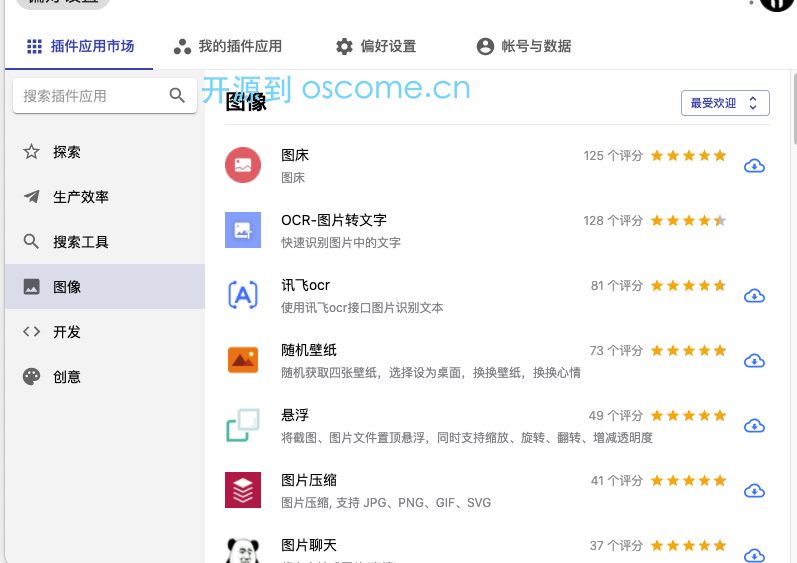 偏好设置
插件应用市场
我的插件应用
偏好设置
帐号与数据
搜索插件应用
开源到 oscome.cn
图像
最受欢迎
探索
生产效率
搜索工具
图像
开发
创意
图床
125 个评分
图床
OCR-图片转文字
128 个评分
快速识别图片中的文字
讯飞ocr
81 个评分
使用讯飞ocr接口图片识别文本
随机壁纸
73 个评分
随机获取四张壁纸，选择设为桌面，换换壁纸，换换心情
悬浮
49 个评分
将截图、图片文件置顶悬浮，同时支持缩放、旋转、翻转、增减透明度
图片压缩
41 个评分
图片压缩, 支持 JPG、PNG、GIF、SVG
图片聊天
37 个评分